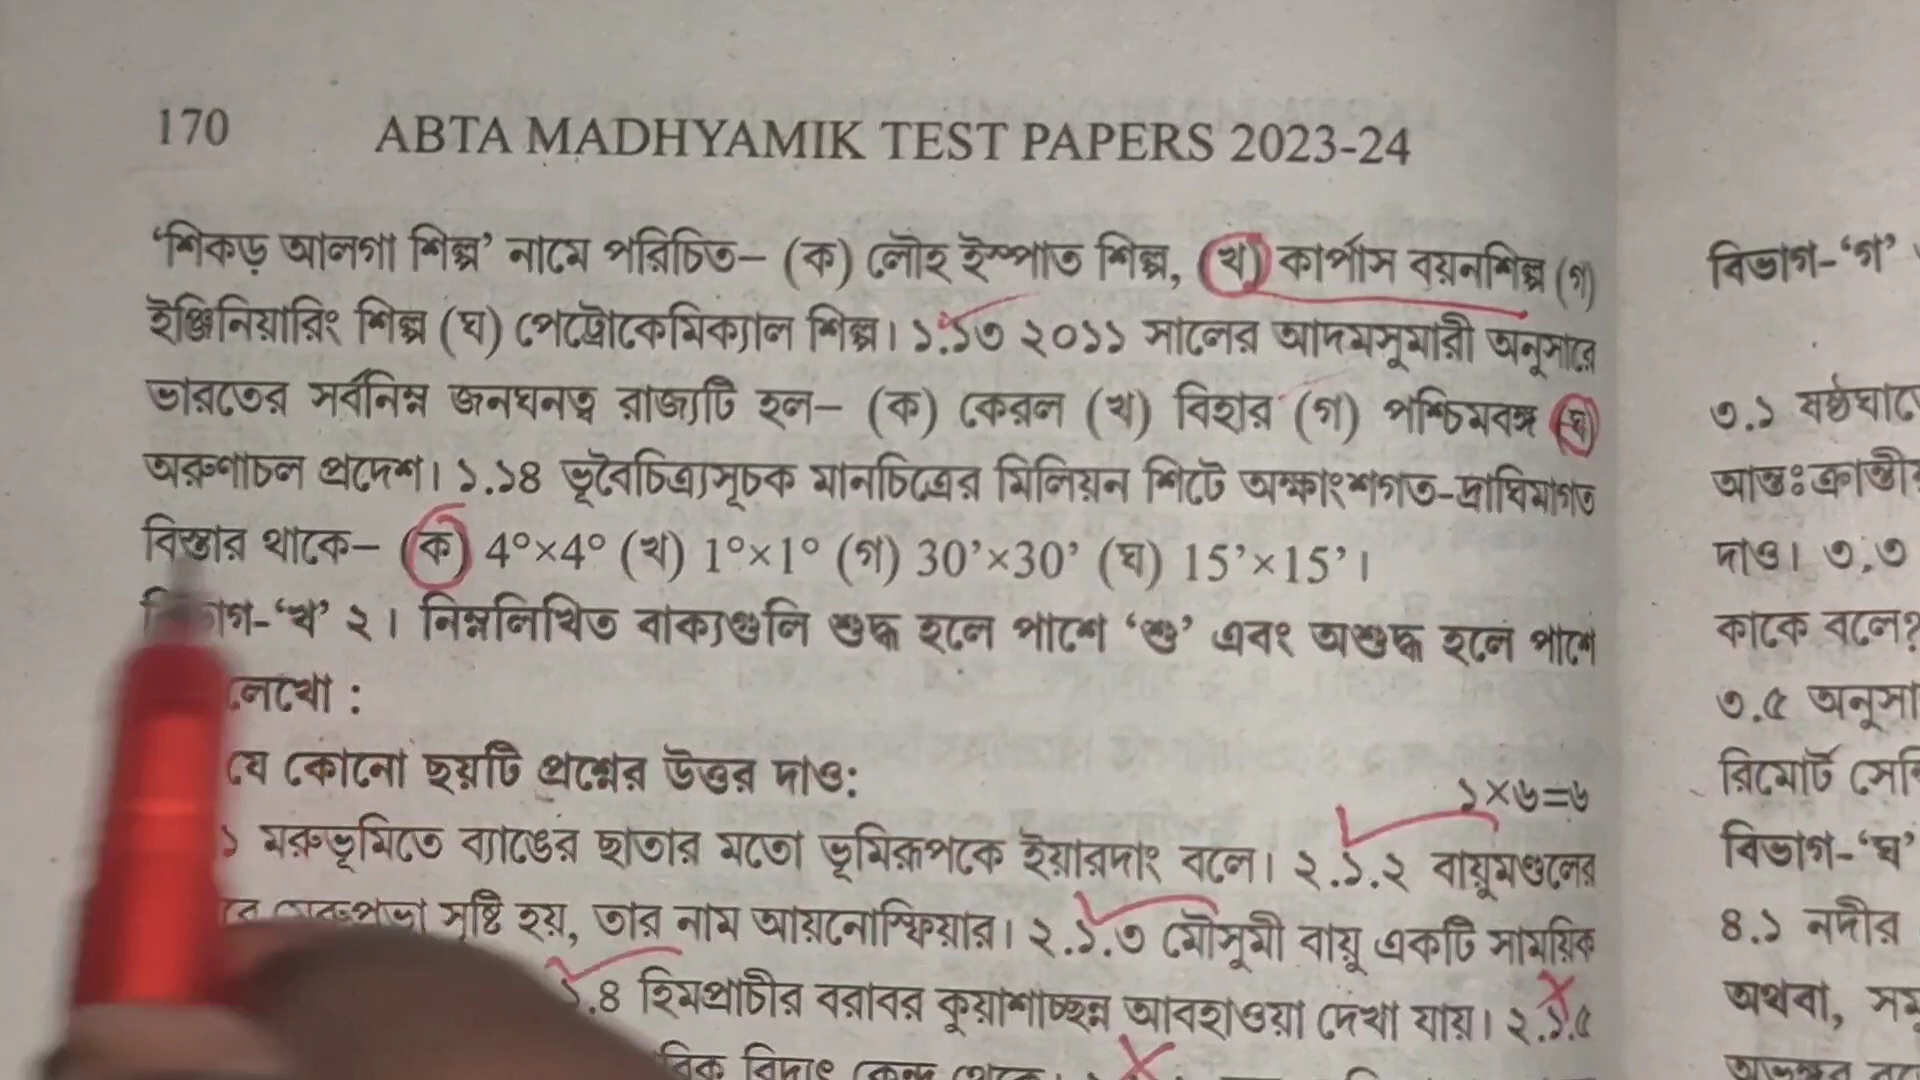 170 ABTA MADHYAMIK TEST PAPERS 2023-24
‘শিকড় আলগা শিল্প’ নামে পরিচিত– (ক) লৌহ ইস্পাত শিল্প, (খ) কার্পাস বয়নশিল্প (গ)
ইঞ্জিনিয়ারিং শিল্প (ঘ) পেট্রোকেমিক্যাল শিল্প। ১.১৩ ২০১১ সালের আদমসুমারী অনুসারে
ভারতের সর্বনিম্ন জনঘনত্ব রাজ্যটি হল– (ক) কেরল (খ) বিহার (গ) পশ্চিমবঙ্গ (ঘ)
অরুণাচল প্রদেশ। ১.১৪ ভূবৈচিত্র্যসূচক মানচিত্রের মিলিয়ন শিটে অক্ষাংশগত-দ্রাঘিমাগত
বিস্তার থাকে– (ক) 4°×4° (খ) 1°×1° (গ) 30’×30’ (ঘ) 15’×15’।
বিভাগ-‘খ’ ২। নিম্নলিখিত বাক্যগুলি শুদ্ধ হলে পাশে ‘শু’ এবং অশুদ্ধ হলে পাশে
লেখো :
যে কোনো ছয়টি প্রশ্নের উত্তর দাও: ১×৬=৬
১ মরুভূমিতে ব্যাঙের ছাতার মতো ভূমিরূপকে ইয়ারদাং বলে। ২.১.২ বায়ুমণ্ডলের
সৃষ্টি হয়, তার নাম আয়নোস্ফিয়ার। ২.১.৩ মৌসুমী বায়ু একটি সাময়িক
১.৪ হিমপ্রাচীর বরাবর কুয়াশাচ্ছন্ন আবহাওয়া দেখা যায়। ২.১.৫
বিভাগ-‘গ’
৩.১
দাও। ৩.৩
কাকে বলে?
৩.৫
রিমোর্ট
বিভাগ-‘ঘ’
৪.১ নদীর
অথবা,